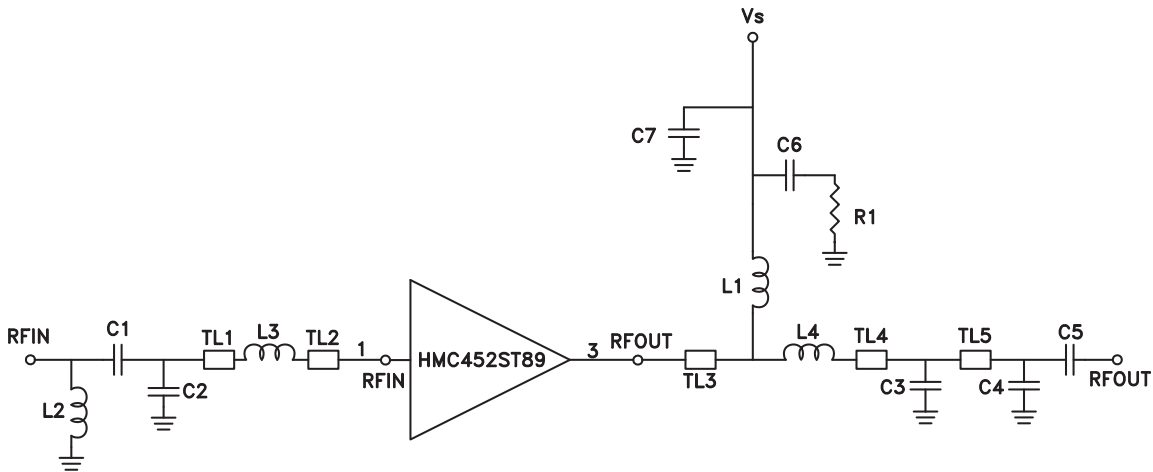 Vs
C7
C6
R1
L1
RFIN
C1
L2
C2
TL1
L3
TL2
1
RFIN
HMC452ST89
3
RFOUT
TL3
L4
TL4
C3
TL5
C4
C5
RFOUT